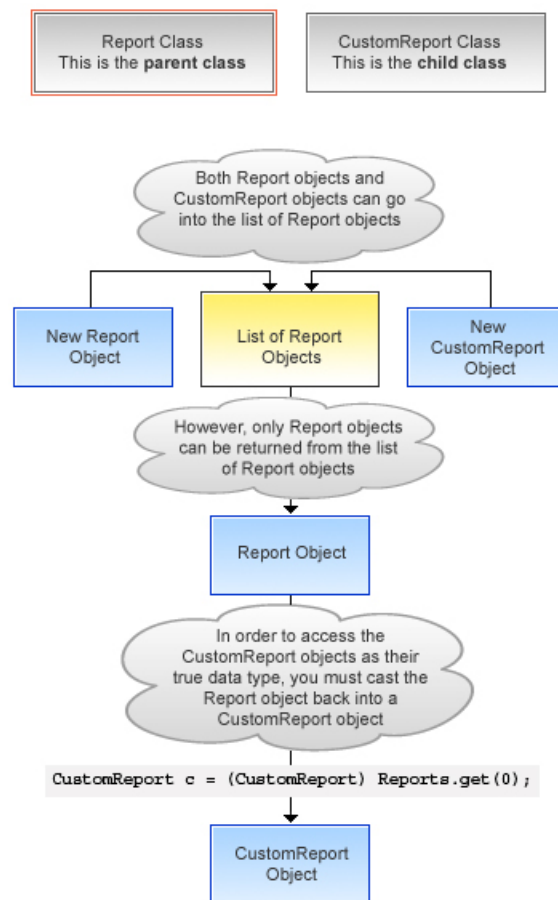 Report Class
This is the parent class
CustomReport Class
This is the child class
Both Report objects and
CustomReport objects can go
into the list of Report objects
New Report
Object
List of Report
Objects
New
CustomReport
Object
However, only Report objects
can be returned from the list
of Report objects
Report Object
In order to access the
CustomReport objects as their
true data type, you must cast the
Report object back into a
CustomReport object
CustomReport c = (CustomReport) Reports.get(0);
CustomReport
Object